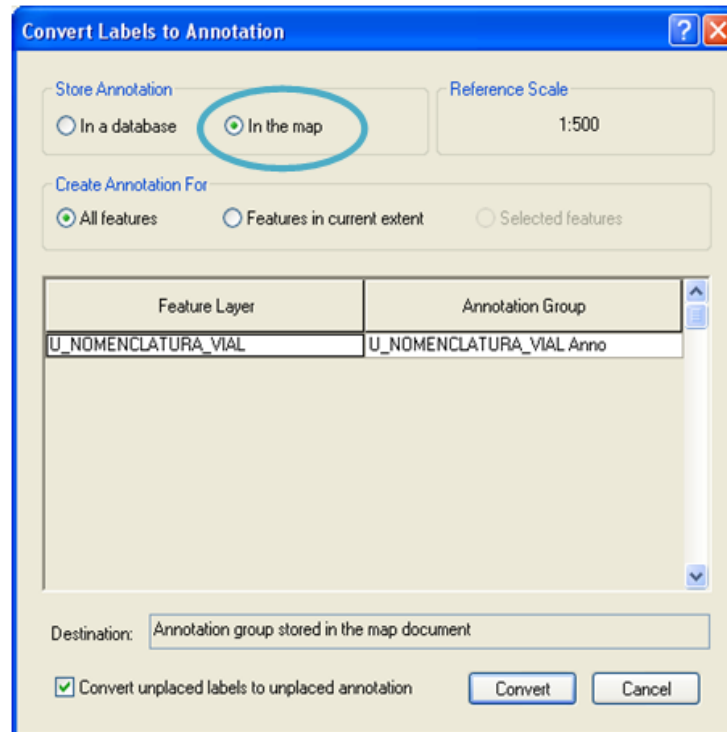 Convert Labels to Annotation
Store Annotation
In a database
In the map
Reference Scale
1:500
Create Annotation For
All features
Features in current extent
Selected features
Feature Layer
Annotation Group
U_NOMENCLATURA_VIAL
U_NOMENCLATURA_VIAL Anno
Destination:
Annotation group stored in the map document
Convert unplaced labels to unplaced annotation
Convert
Cancel